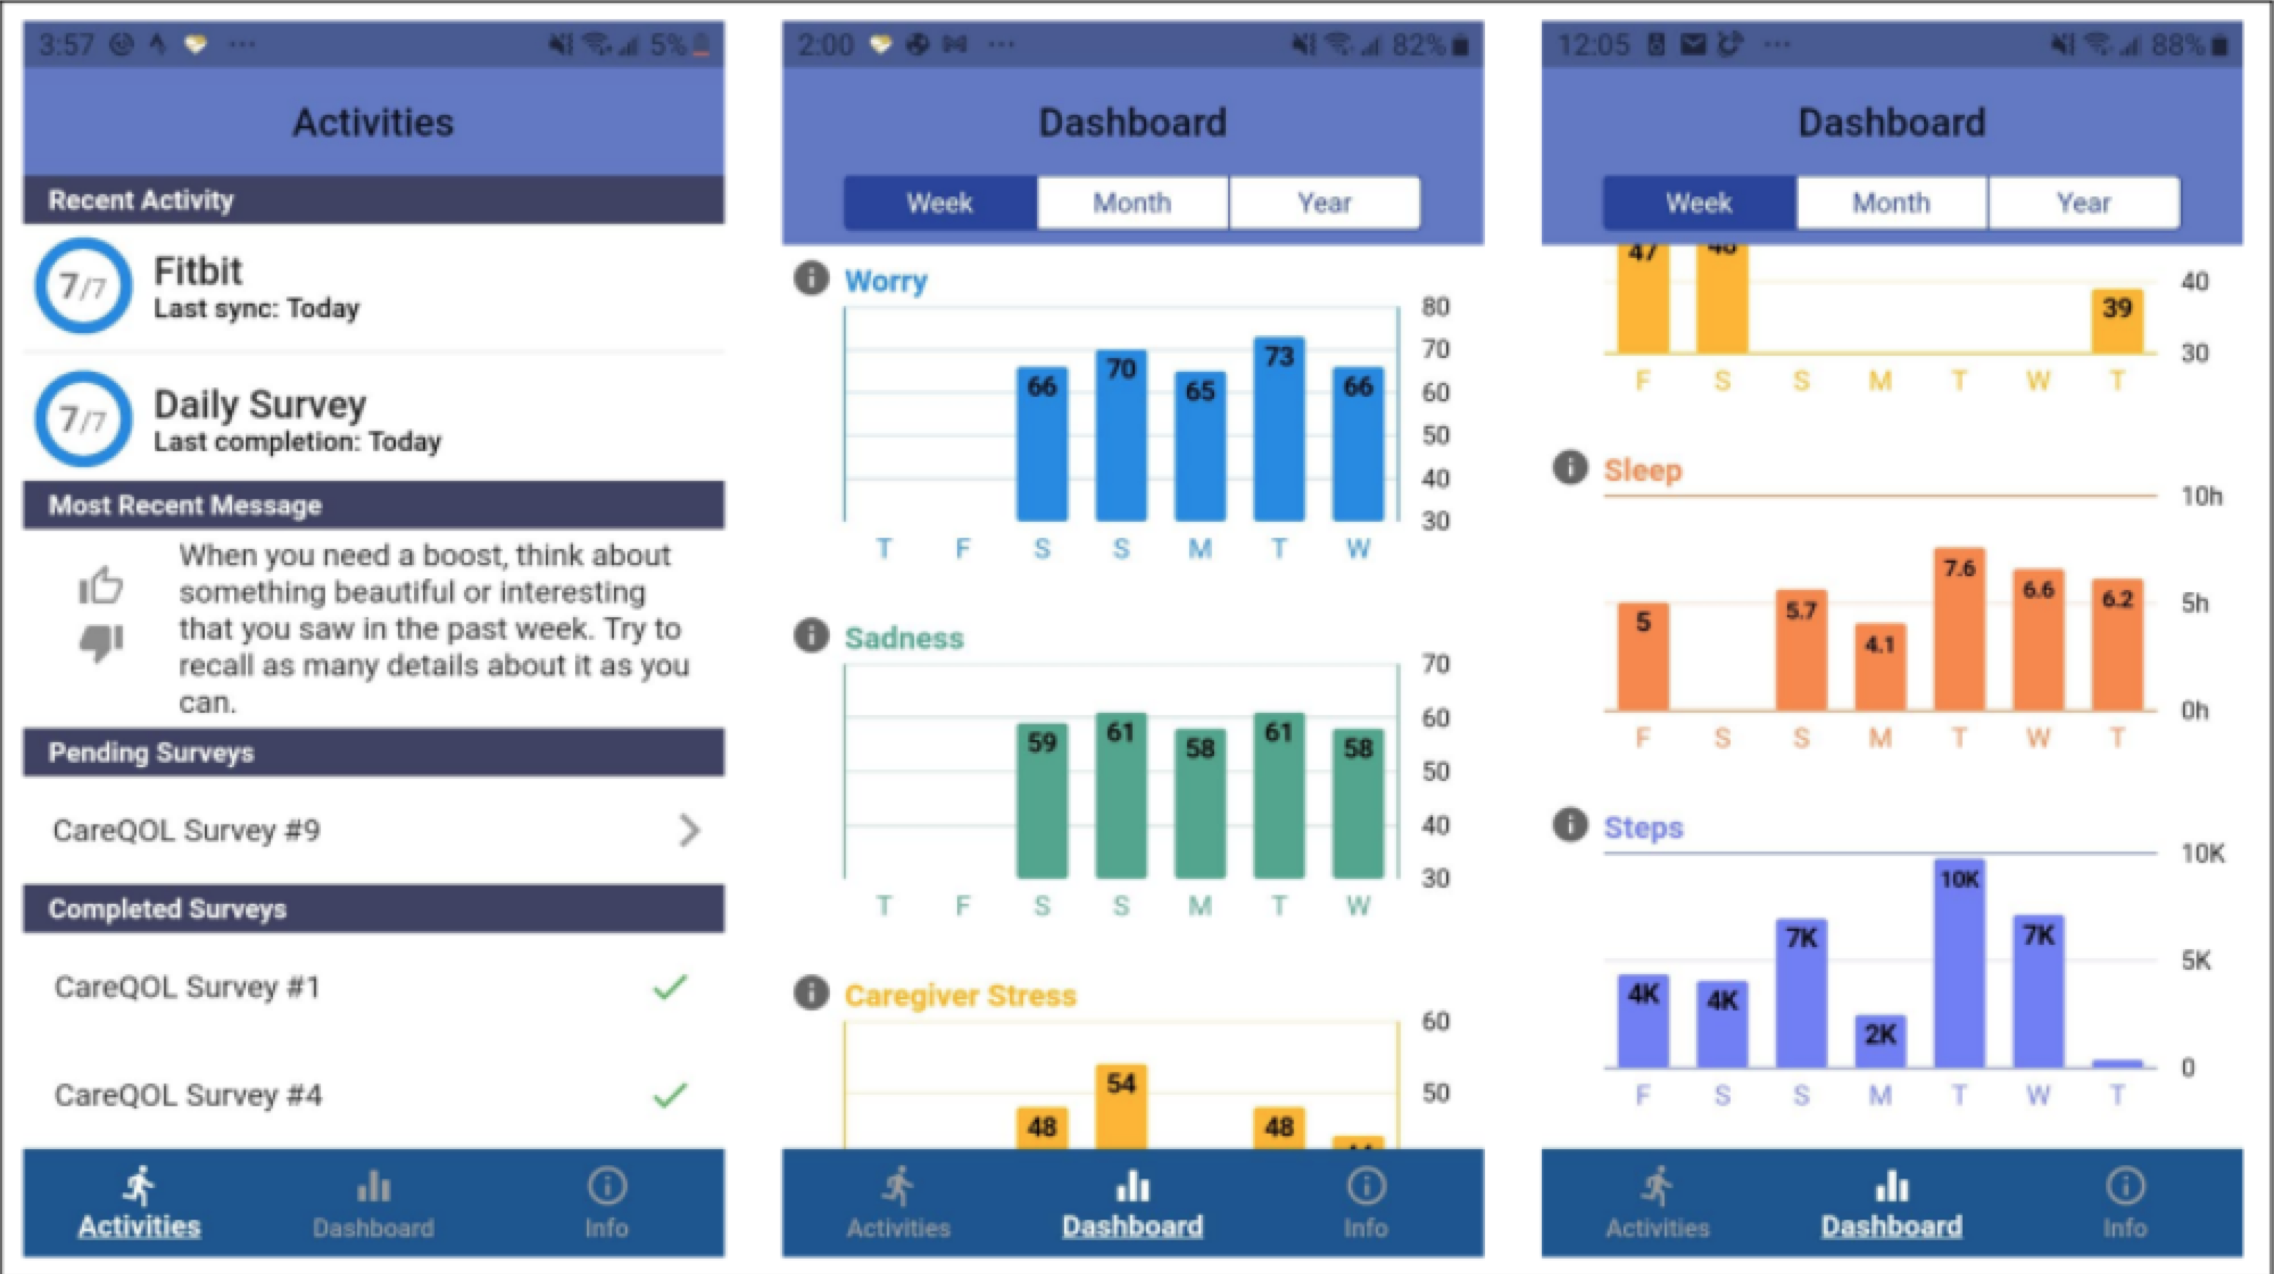 3:57 ... 5%
Activities
Recent Activity
7/7 Fitbit
Last sync: Today
7/7 Daily Survey
Last completion: Today
Most Recent Message
When you need a boost, think about
something beautiful or interesting
that you saw in the past week. Try to
recall as many details about it as you
can.
Pending Surveys
CareQOL Survey #9
Completed Surveys
CareQOL Survey #1
CareQOL Survey #4
Activities Dashboard Info
2:00 ... 82%
Dashboard
Week Month Year
Worry
80
70
60
50
40
30
66 70 65 73 66
T F S S M T W
Sadness
70
60
50
40
30
59 61 58 61 58
T F S S M T W
Caregiver Stress
60
50
48 54 48
Activities Dashboard Info
12:05 ... 88%
Dashboard
Week Month Year
47 39
40
30
F S S M T W T
Sleep
10h
5h
0h
5 5.7 4.1 7.6 6.6 6.2
F S S M T W T
Steps
10K
5K
0
4K 4K 7K 2K 10K 7K
F S S M T W T
Activities Dashboard Info